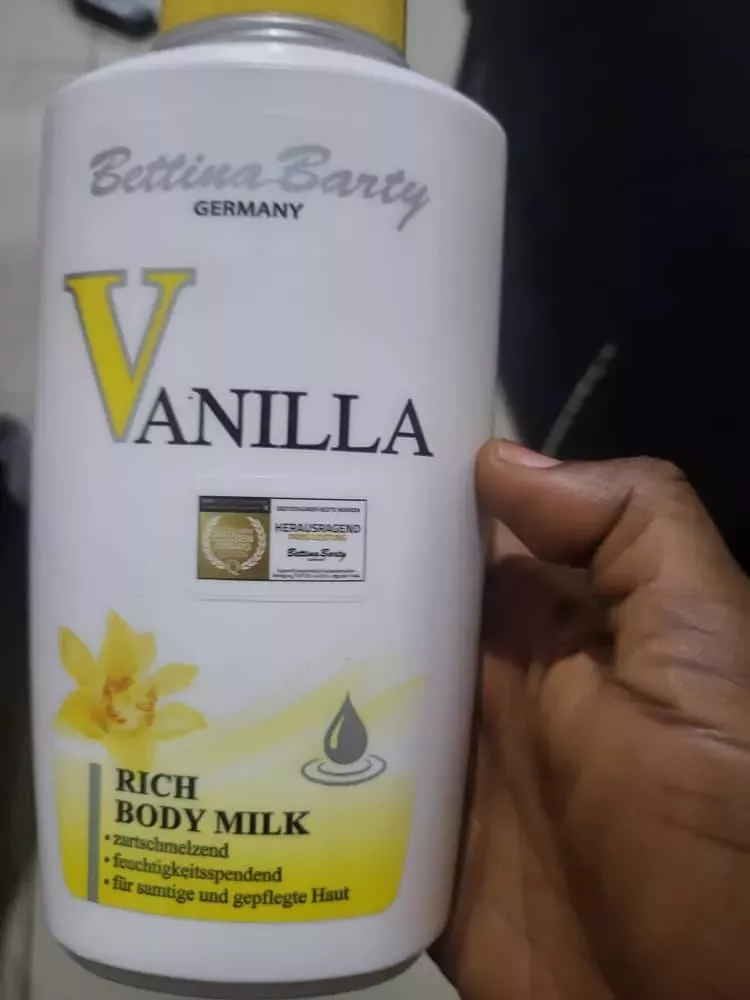 Bettina Barty
GERMANY
VANILLA
HERAUSRAGEND
Bettina Barty
RICH
BODY MILK
• zartschmelzend
• feuchtigkeitsspendend
• für samtige und gepflegte Haut